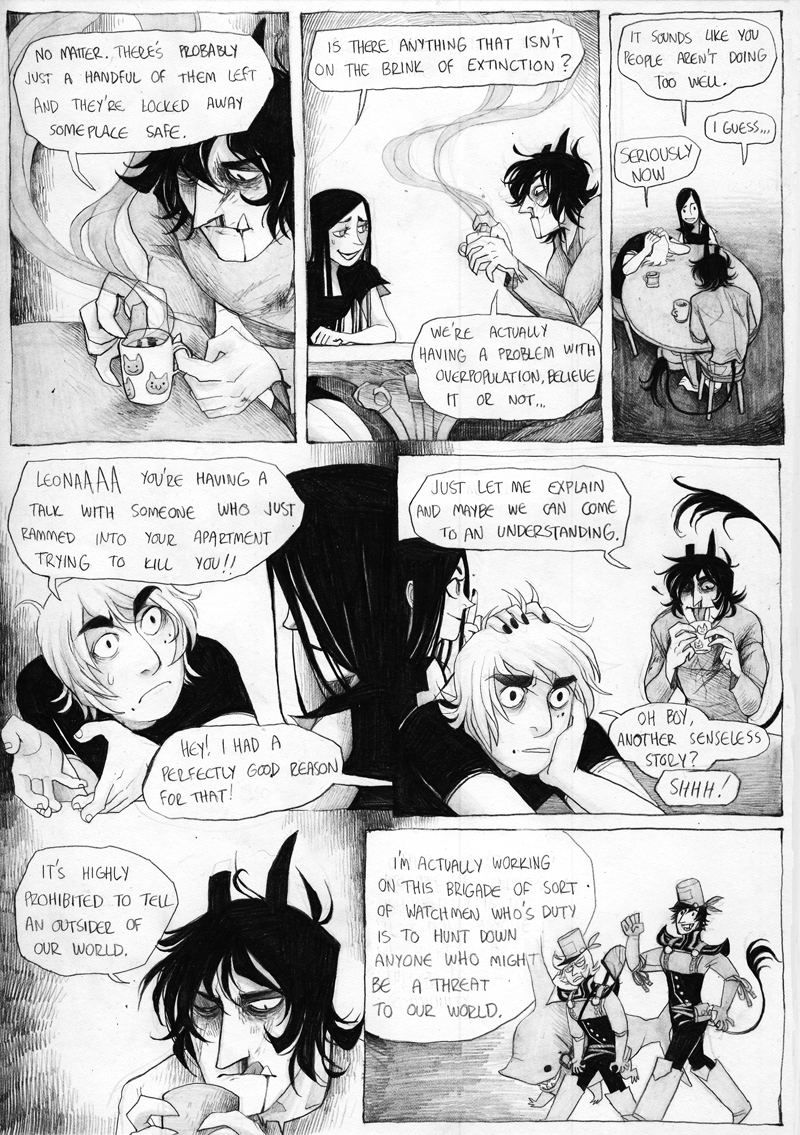 NO MATTER. THERE'S PROBABLY
JUST A HANDFUL OF THEM LEFT
AND THEY'RE LOCKED AWAY
SOMEPLACE SAFE.
IS THERE ANYTHING THAT ISN'T
ON THE BRINK OF EXTINCTION?
WE'RE ACTUALLY
HAVING A PROBLEM WITH
OVERPOPULATION, BELIEVE
IT OR NOT...
IT SOUNDS LIKE YOU
PEOPLE AREN'T DOING
TOO WELL.
I GUESS...
SERIOUSLY
NOW
LEONAAAA YOU'RE HAVING A
TALK WITH SOMEONE WHO JUST
RAMMED INTO YOUR APARTMENT
TRYING TO KILL YOU!!
HEY! I HAD A
PERFECTLY GOOD REASON
FOR THAT!
JUST LET ME EXPLAIN
AND MAYBE WE CAN COME
TO AN UNDERSTANDING.
OH BOY,
ANOTHER SENSELESS
STORY?
SHHH!
IT'S HIGHLY
PROHIBITED TO TELL
AN OUTSIDER OF
OUR WORLD.
I'M ACTUALLY WORKING
ON THIS BRIGADE OF SORT
OF WATCHMEN WHO'S DUTY
IS TO HUNT DOWN
ANYONE WHO MIGHT
BE A THREAT
TO OUR WORLD.